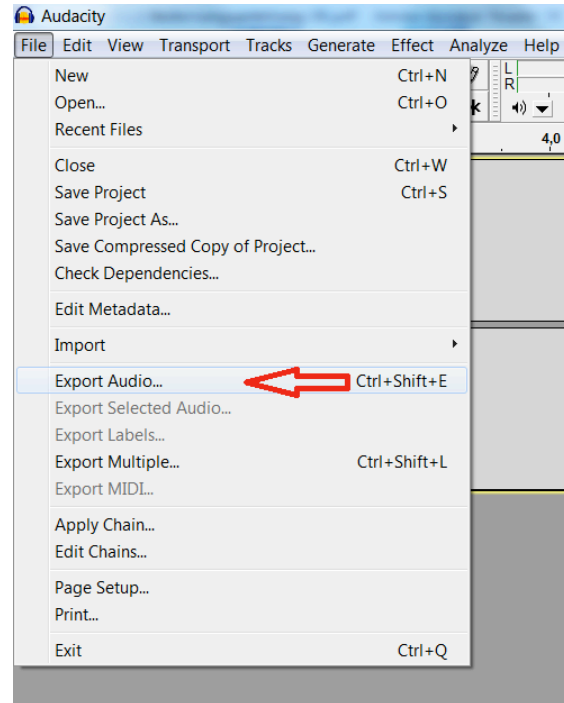 Audacity
File Edit View Transport Tracks Generate Effect Analyze Help
New Ctrl+N
L
R
Open... Ctrl+O
Recent Files
4,0
Close Ctrl+W
Save Project Ctrl+S
Save Project As...
Save Compressed Copy of Project...
Check Dependencies...
Edit Metadata...
Import
Export Audio... Ctrl+Shift+E
Export Selected Audio...
Export Labels...
Export Multiple... Ctrl+Shift+L
Export MIDI...
Apply Chain...
Edit Chains...
Page Setup...
Print...
Exit Ctrl+Q